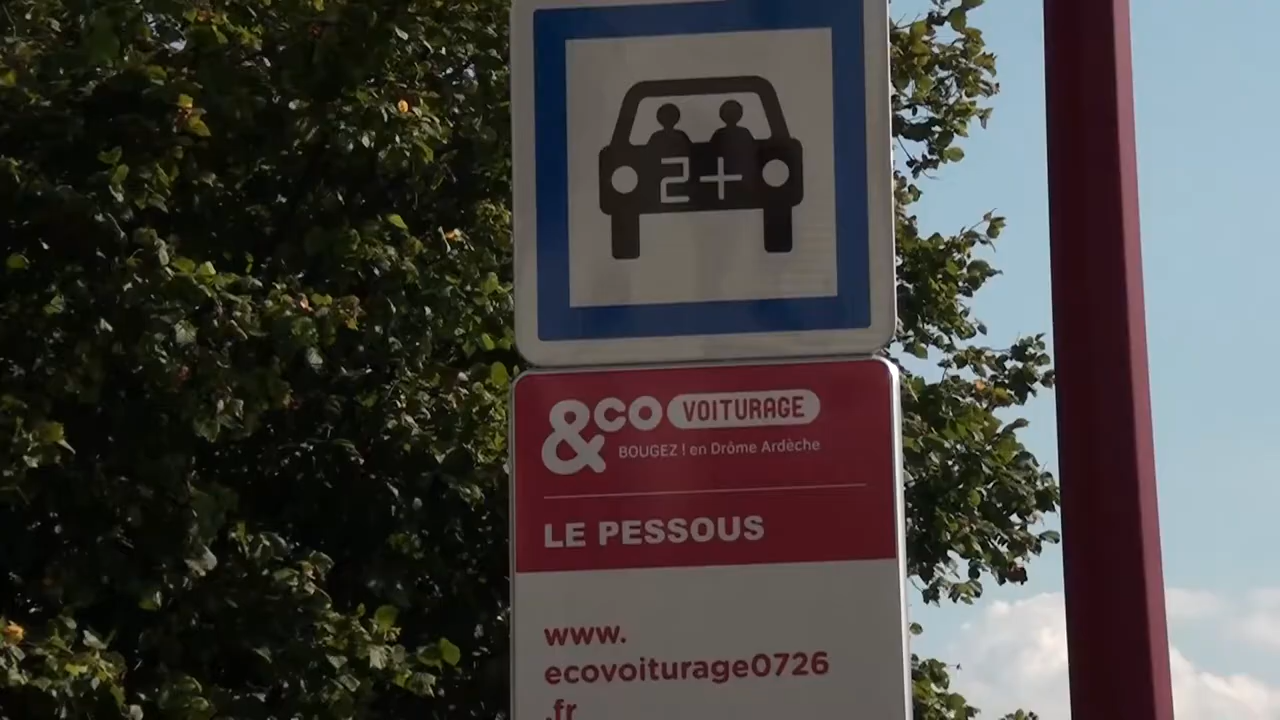 2+
&CO VOITURAGE
BOUGEZ ! en Drôme Ardèche
LE PESSOUS
www.
ecovoiturage0726
.fr